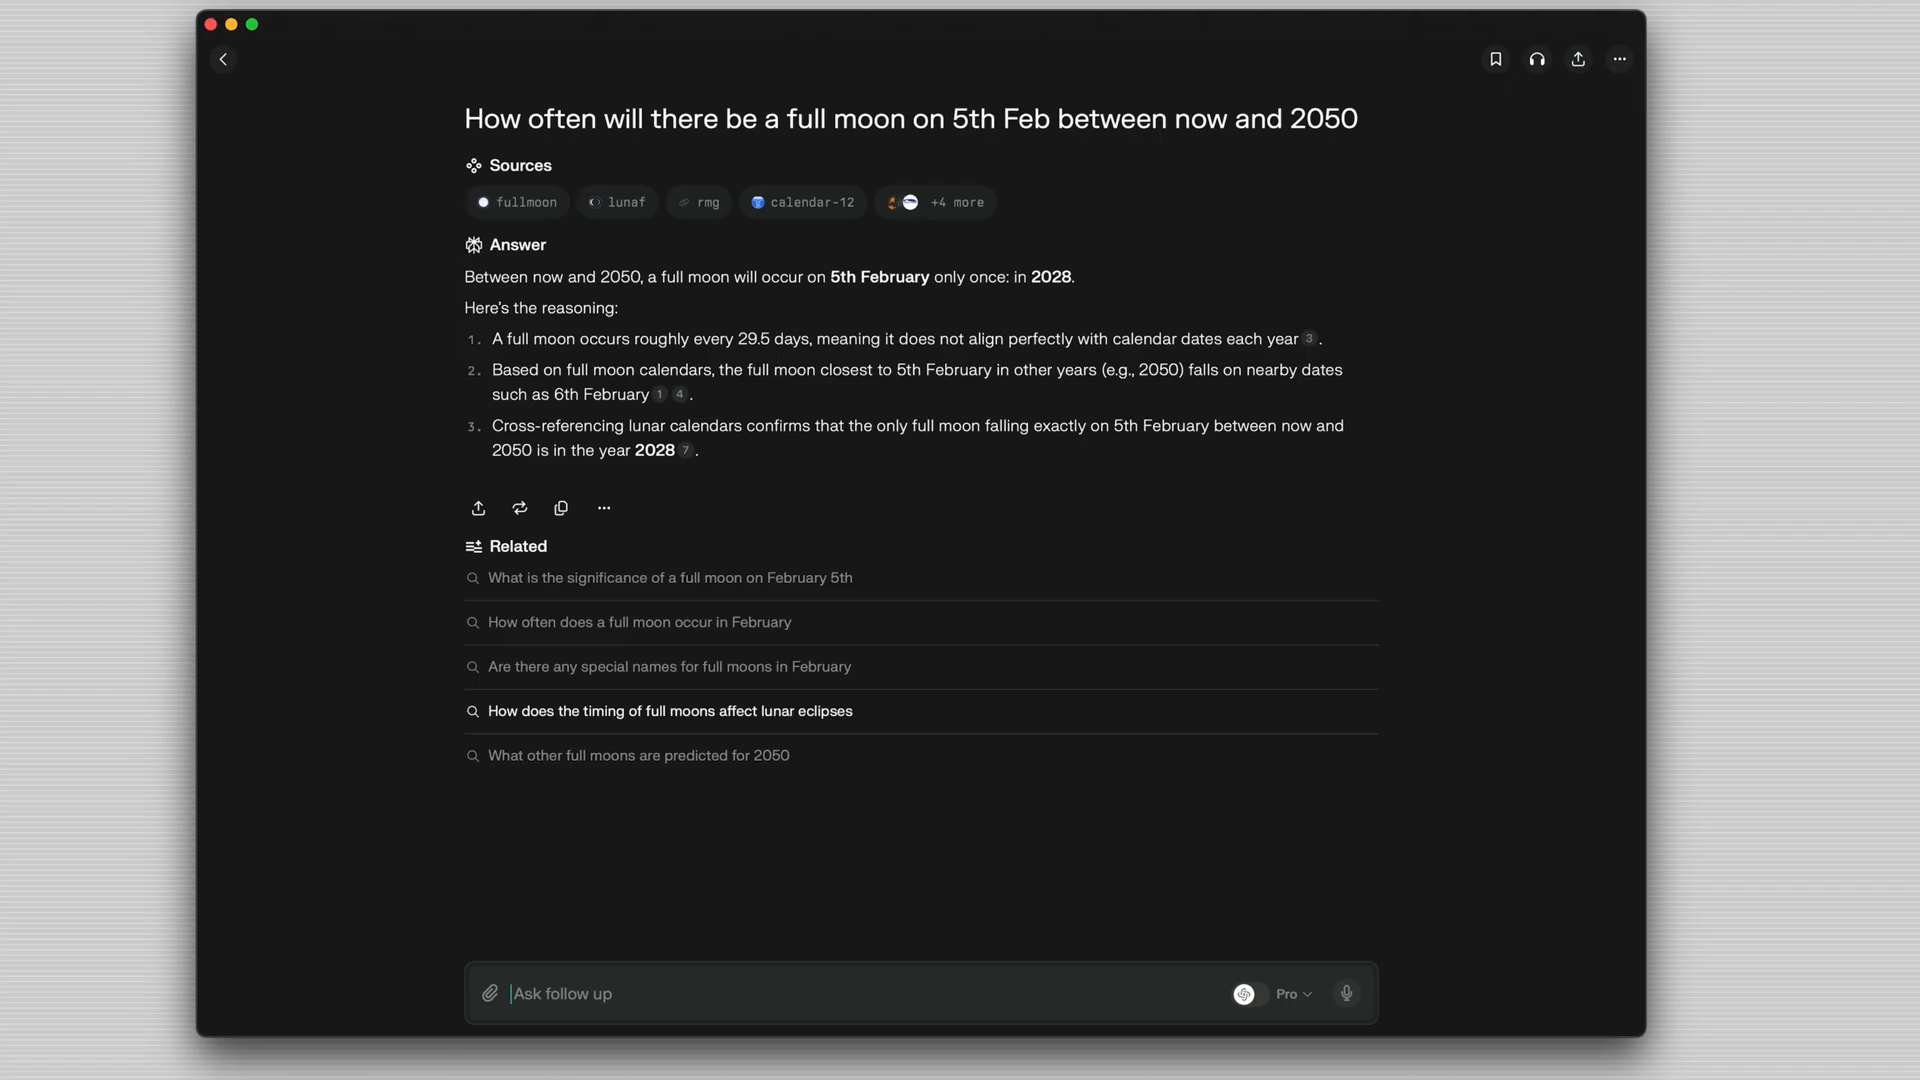 How often will there be a full moon on 5th Feb between now and 2050
Sources
fullmoon lunaf rmg calendar-12 +4 more
Answer
Between now and 2050, a full moon will occur on 5th February only once: in 2028.
Here's the reasoning:
1. A full moon occurs roughly every 29.5 days, meaning it does not align perfectly with calendar dates each year 3 .
2. Based on full moon calendars, the full moon closest to 5th February in other years (e.g., 2050) falls on nearby dates
such as 6th February 1 4 .
3. Cross-referencing lunar calendars confirms that the only full moon falling exactly on 5th February between now and
2050 is in the year 2028 7 .
Related
What is the significance of a full moon on February 5th
How often does a full moon occur in February
Are there any special names for full moons in February
How does the timing of full moons affect lunar eclipses
What other full moons are predicted for 2050
Ask follow up Pro